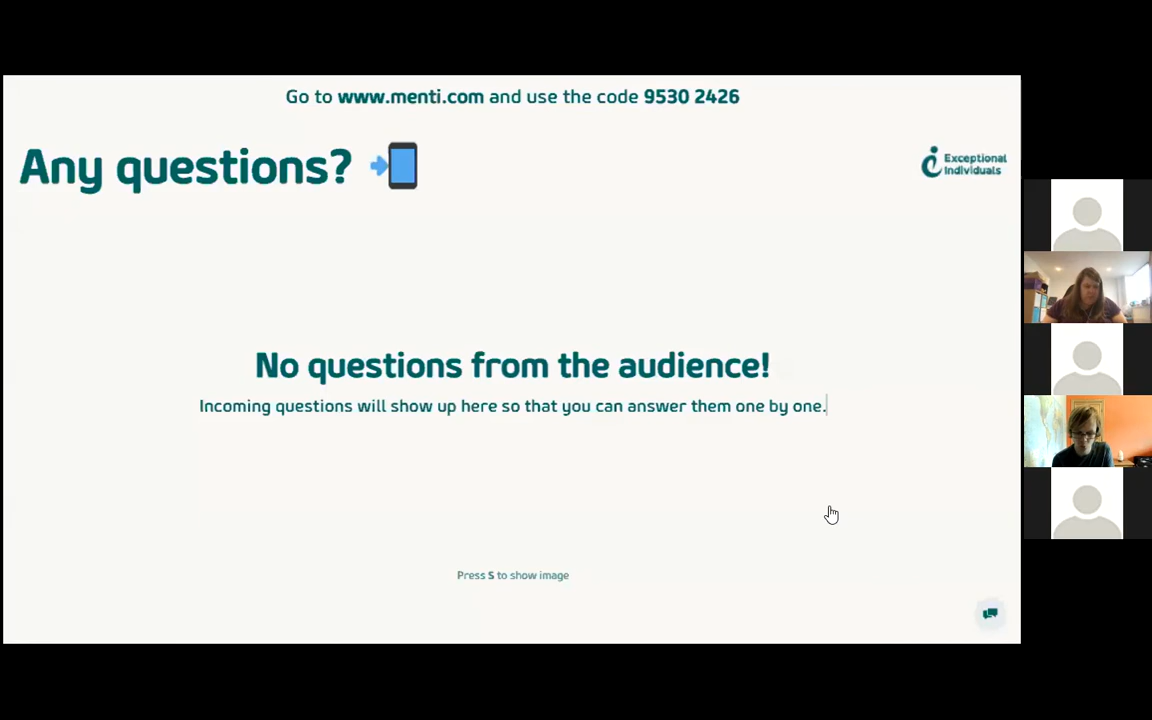 Go to www.menti.com and use the code 9530 2426
Any questions?
Exceptional
Individuals
No questions from the audience!
Incoming questions will show up here so that you can answer them one by one.
Press S to show image